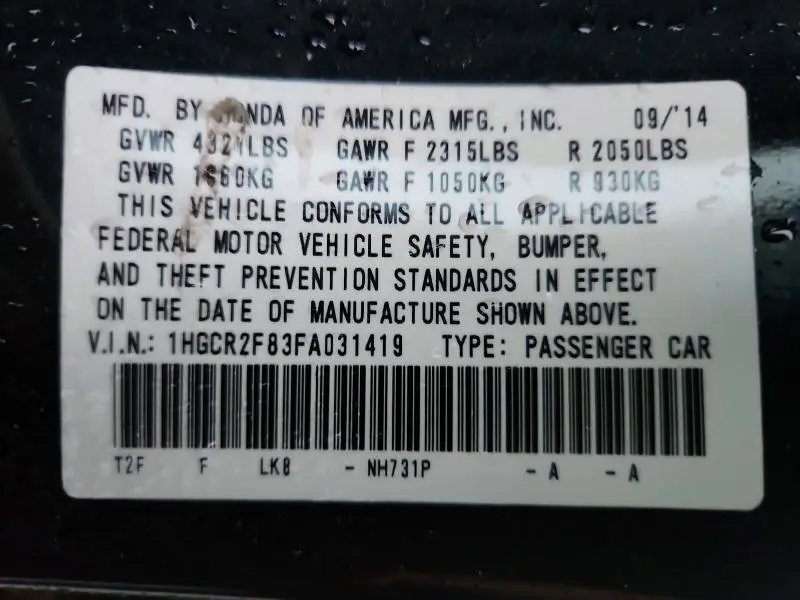 MFD. BY HONDA OF AMERICA MFG., INC. 09/'14
GVWR LBS GAWR F 2315LBS R 2050LBS
GVWR GAWR F 1050KG R 930KG
THIS VEHICLE CONFORMS TO ALL APPLICABLE
FEDERAL MOTOR VEHICLE SAFETY, BUMPER,
AND THEFT PREVENTION STANDARDS IN EFFECT
ON THE DATE OF MANUFACTURE SHOWN ABOVE.
V.I.N.: 1HGCR2F83FA031419 TYPE: PASSENGER CAR
T2F F LK8 - NH731P - A - A